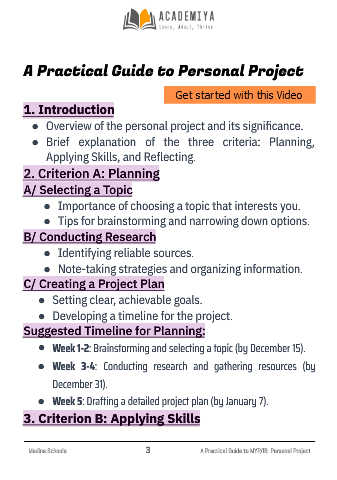 ACADEMIYA
Learn, Adapt, Thrive
A Practical Guide to Personal Project
Get started with this Video
1. Introduction
● Overview of the personal project and its significance.
● Brief explanation of the three criteria: Planning,
Applying Skills, and Reflecting.
2. Criterion A: Planning
A/ Selecting a Topic
● Importance of choosing a topic that interests you.
● Tips for brainstorming and narrowing down options.
B/ Conducting Research
● Identifying reliable sources.
● Note-taking strategies and organizing information.
C/ Creating a Project Plan
● Setting clear, achievable goals.
● Developing a timeline for the project.
Suggested Timeline for Planning:
● Week 1-2: Brainstorming and selecting a topic (by December 15).
● Week 3-4: Conducting research and gathering resources (by
December 31).
● Week 5: Drafting a detailed project plan (by January 7).
3. Criterion B: Applying Skills
Medina Schools 3 A Practical Guide to MYP/IB: Personal Project